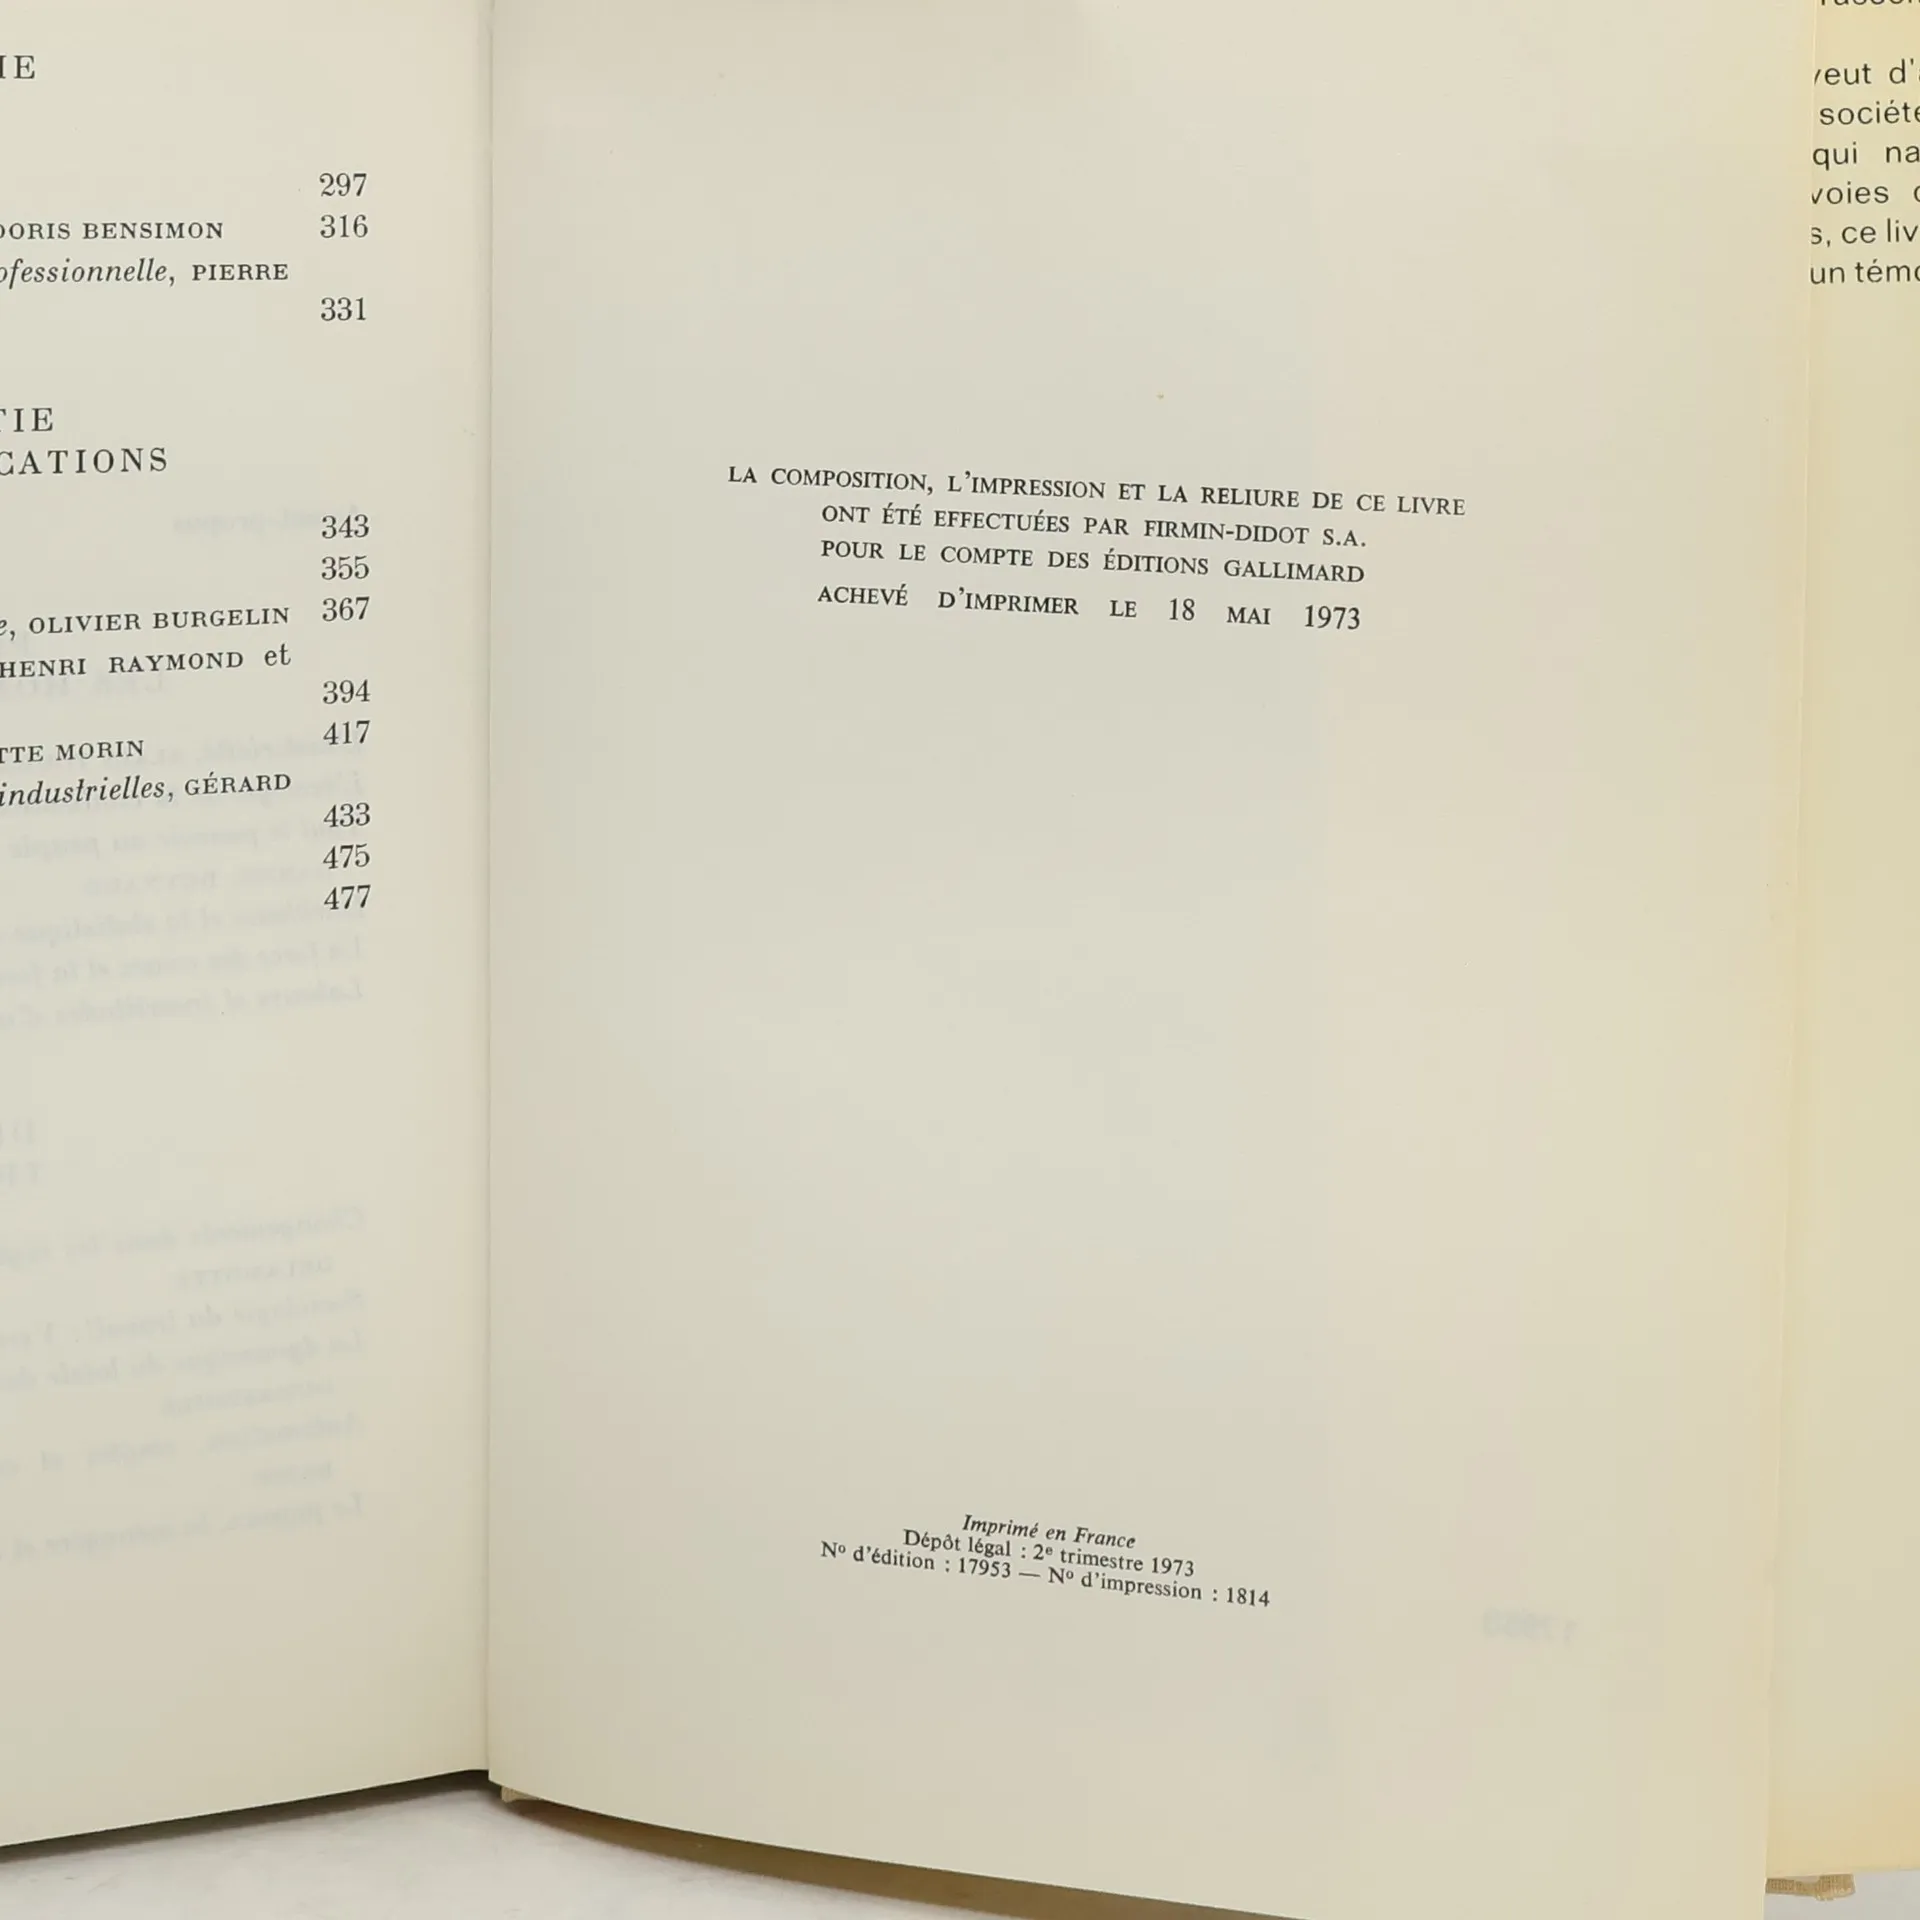 IE
297
DORIS BENSIMON 316
ofessionnelle, PIERRE
331
TIE
CATIONS
343
355
e, OLIVIER BURGELIN 367
HENRI RAYMOND et
394
417
TTE MORIN
industrielles, GÉRARD
433
475
477
LA COMPOSITION, L'IMPRESSION ET LA RELIURE DE CE LIVRE
ONT ÉTÉ EFFECTUÉES PAR FIRMIN-DIDOT S.A.
POUR LE COMPTE DES ÉDITIONS GALLIMARD
ACHEVÉ D'IMPRIMER LE 18 MAI 1973
Imprimé en France
Dépôt légal : 2e trimestre 1973
Nº d'édition : 17953 — Nº d'impression : 1814
veut d'
société
qui na
voies
s, ce liv
un témo